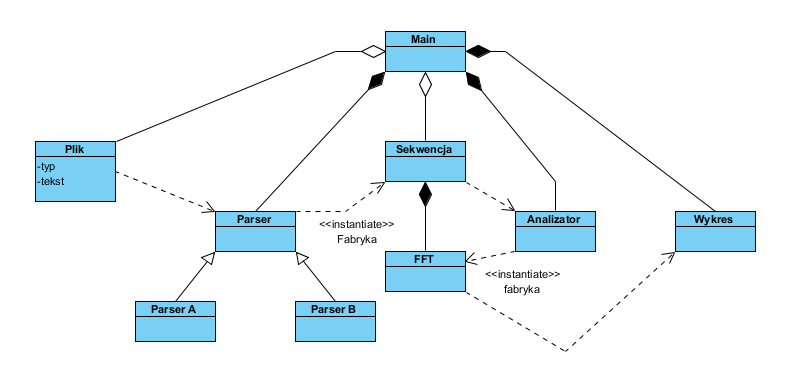 Main
Plik
-typ
-tekst
Sekwencja
Parser
<<instantiate>>
Fabryka
Analizator
Wykres
FFT
<<instantiate>>
fabryka
Parser A
Parser B